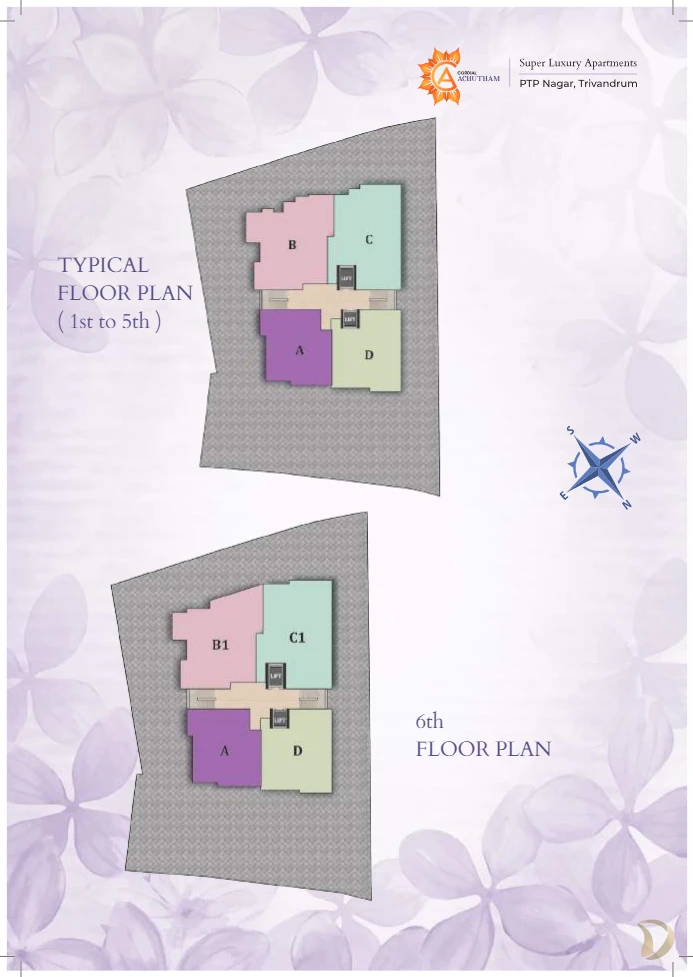 CORDIAL
ACHUTHAM
Super Luxury Apartments
PTP Nagar, Trivandrum
TYPICAL
FLOOR PLAN
( 1st to 5th )
B
C
LIFT
LIFT
A
D
S
W
E
N
B1
C1
LIFT
LIFT
A
D
6th
FLOOR PLAN